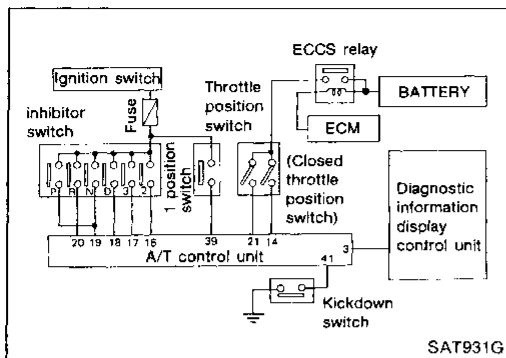 ECCS relay
Ignition switch
Fuse
Throttle
position
switch
BATTERY
ECM
inhibitor
switch
P R N D 3 2
1 position
switch
(Closed
throttle
position
switch)
Diagnostic
information
display
control unit
20 19 18 17 16 39 21 14
A/T control unit
3
41
Kickdown
switch
SAT931G